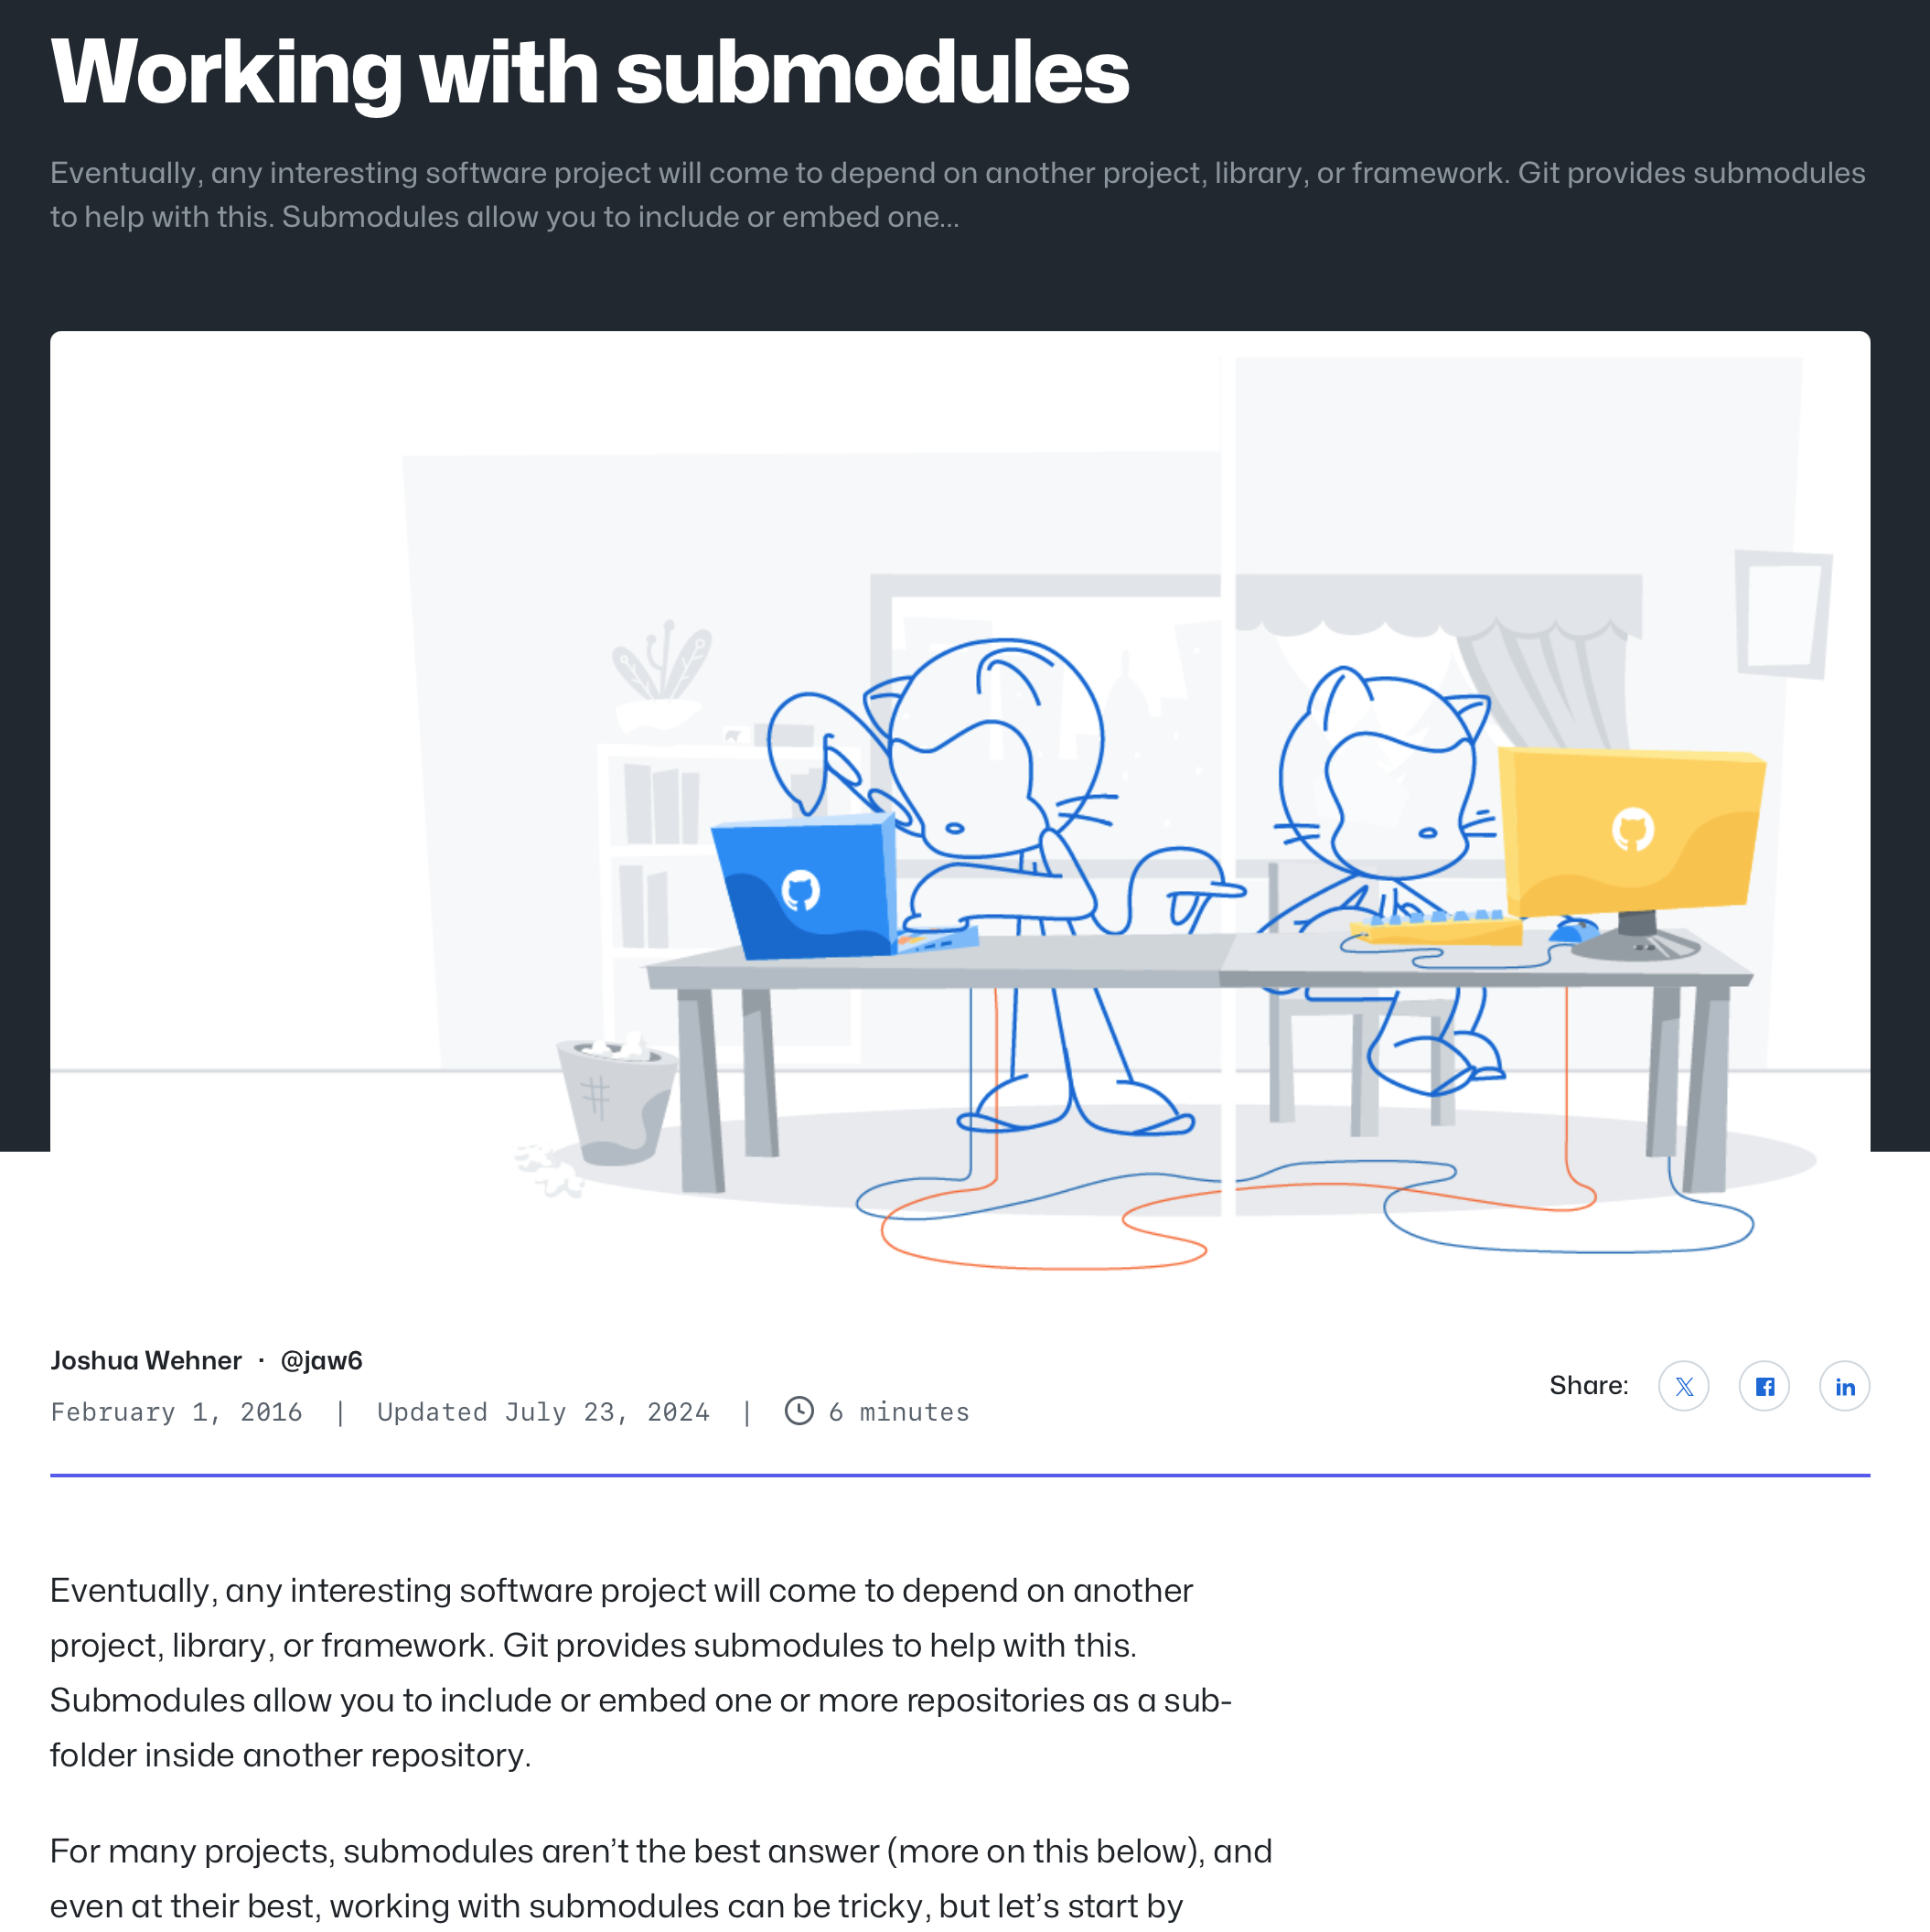 Working with submodules
Eventually, any interesting software project will come to depend on another project, library, or framework. Git provides submodules
to help with this. Submodules allow you to include or embed one...
Joshua Wehner · @jaw6
February 1, 2016 | Updated July 23, 2024 | 6 minutes
Share:
Eventually, any interesting software project will come to depend on another
project, library, or framework. Git provides submodules to help with this.
Submodules allow you to include or embed one or more repositories as a sub-
folder inside another repository.
For many projects, submodules aren’t the best answer (more on this below), and
even at their best, working with submodules can be tricky, but let’s start by